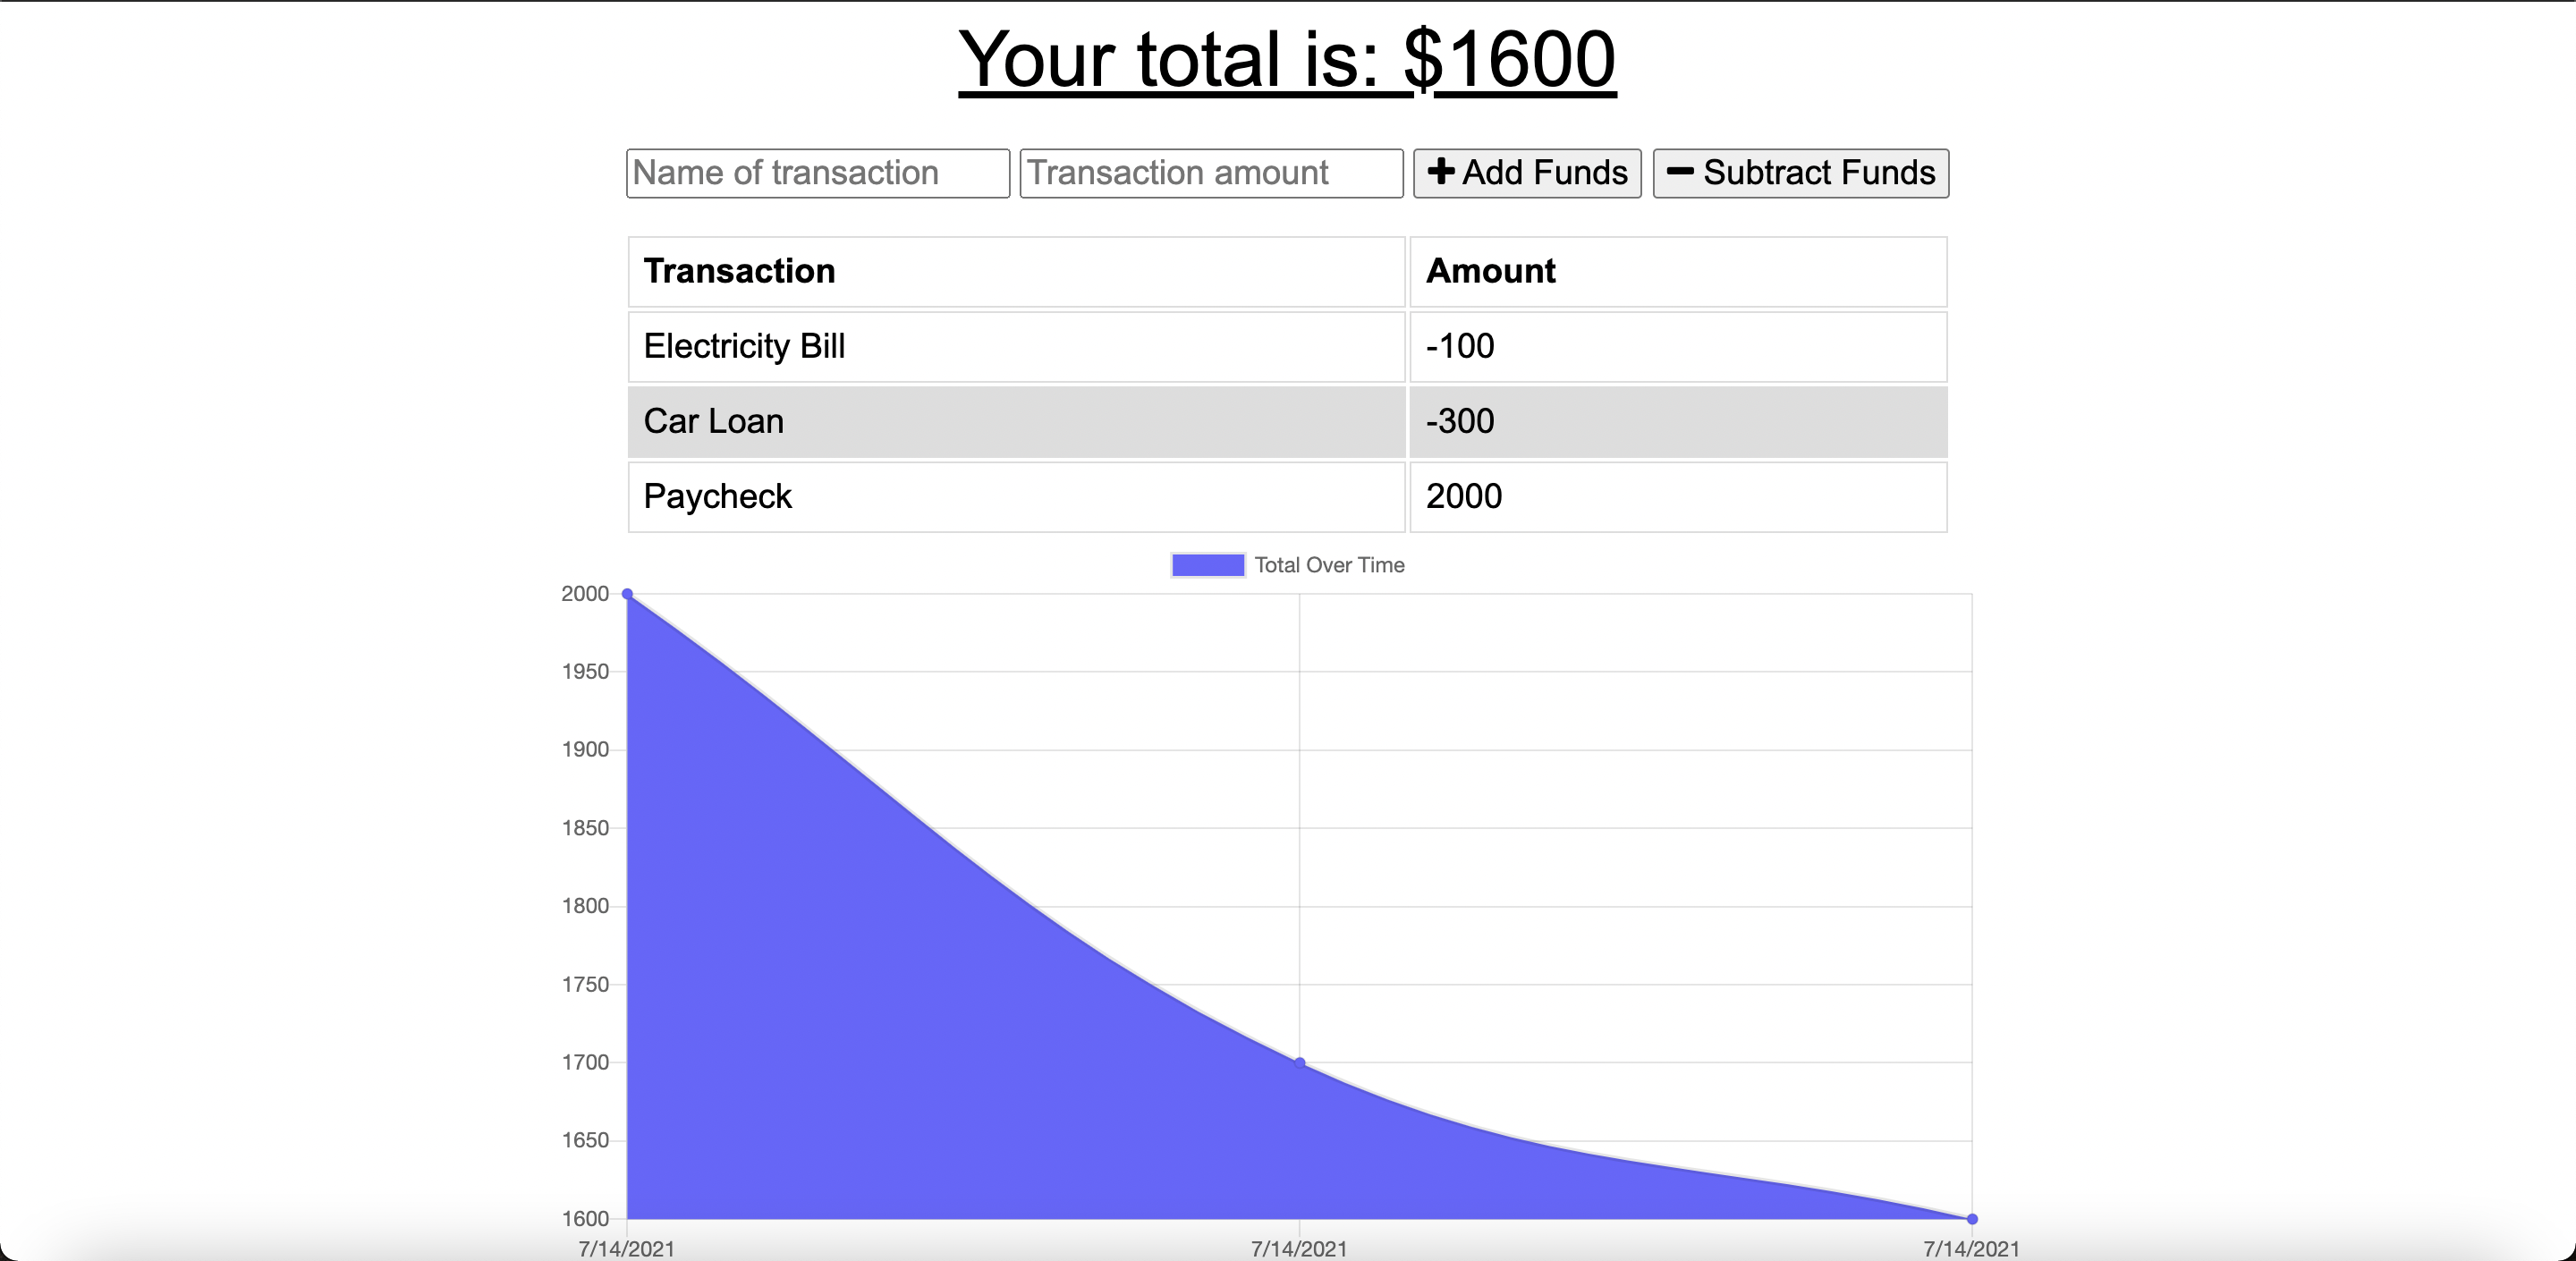 Your total is: $1600
Name of transaction Transaction amount + Add Funds − Subtract Funds
Transaction Amount
Electricity Bill -100
Car Loan -300
Paycheck 2000
Total Over Time
2000
1950
1900
1850
1800
1750
1700
1650
1600
7/14/2021 7/14/2021 7/14/2021